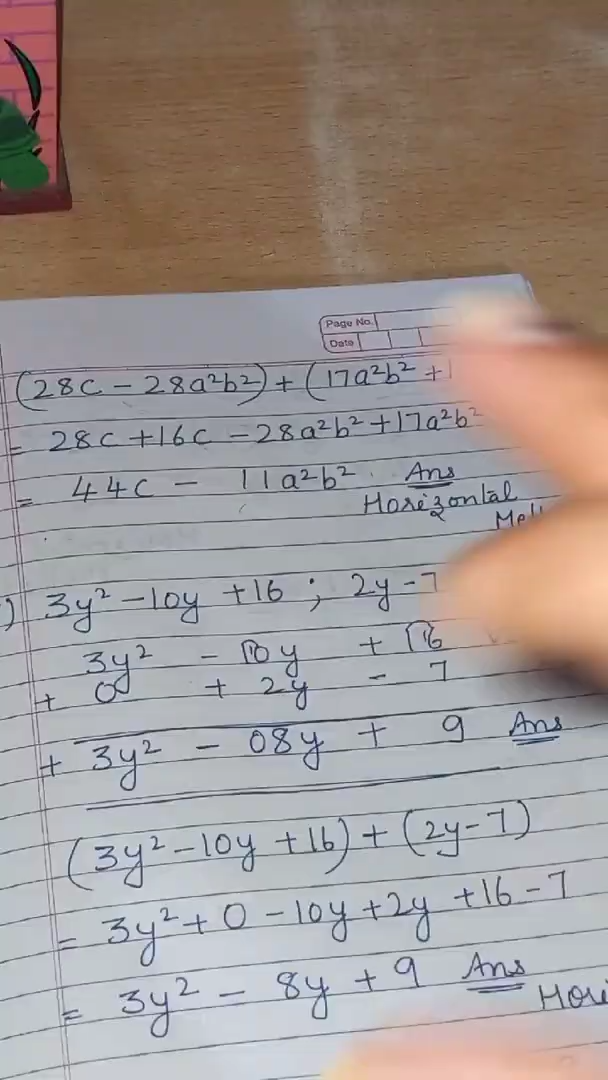 Page No.
Date
(28c - 28a²b²) + (17a²b² +
= 28c + 16c - 28a²b² + 17a²b²
= 44c - 11a²b² Ans
Horizontal
) 3y² - 10y + 16 ; 2y - 7
3y² - 10y + 16
+ 0 + 2y - 7
+ 3y² - 08y + 9 Ans
(3y² - 10y + 16) + (2y - 7)
= 3y² + 0 - 10y + 2y + 16 - 7
= 3y² - 8y + 9 Ans